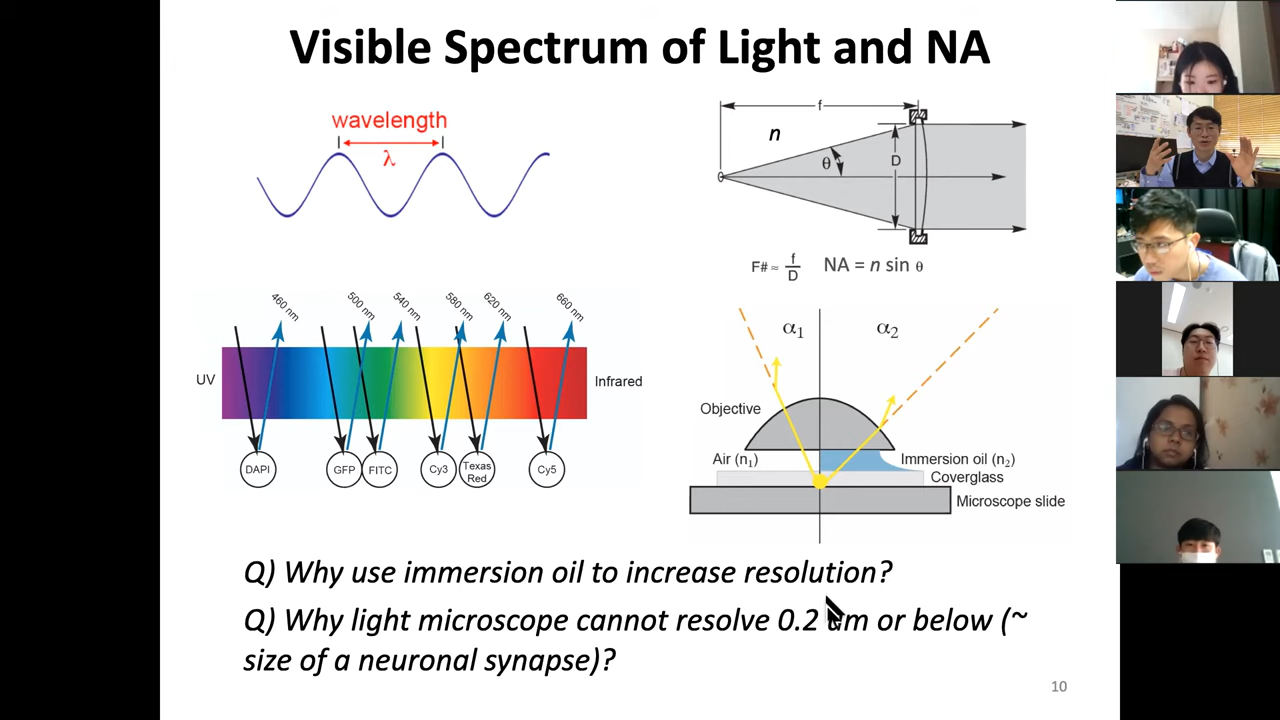 Visible Spectrum of Light and NA
wavelength
λ
f
n
θ
D
0
F# ≈ f/D
NA = n sin θ
460 nm
500 nm
540 nm
580 nm
620 nm
660 nm
UV
Infrared
DAPI
GFP
FITC
Cy3
Texas
Red
Cy5
α1
α2
Objective
Air (n1)
Immersion oil (n2)
Coverglass
Microscope slide
Q) Why use immersion oil to increase resolution?
Q) Why light microscope cannot resolve 0.2 um or below (~
size of a neuronal synapse)?
10